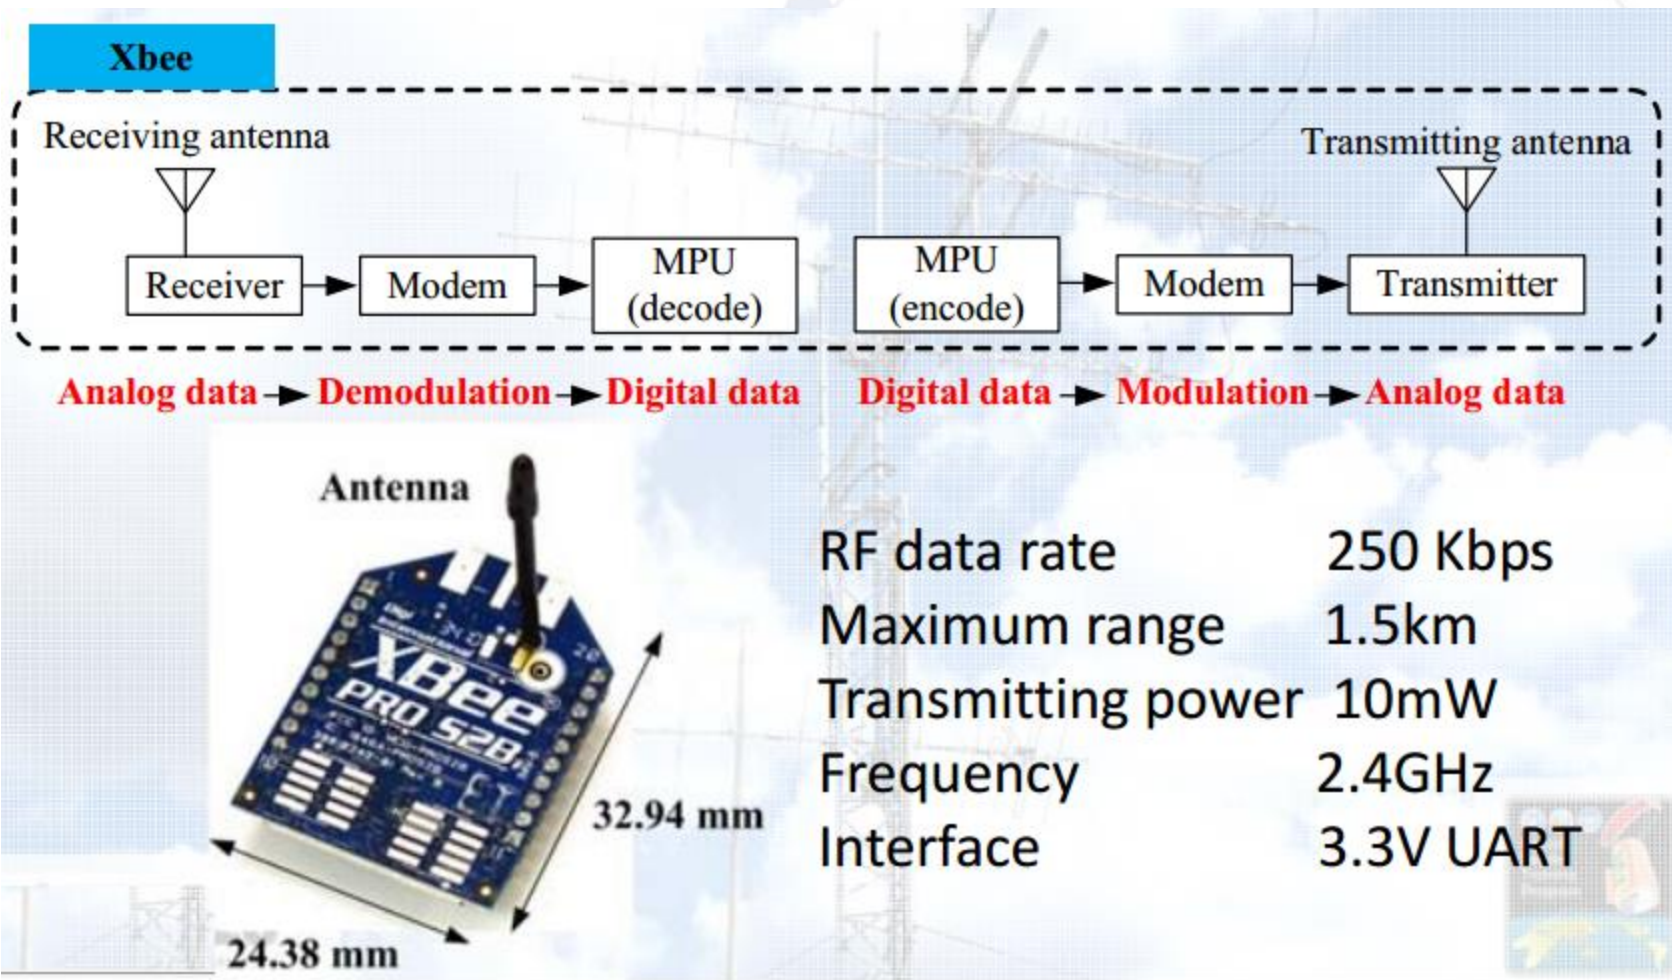 Xbee
Receiving antenna
Transmitting antenna
Receiver
Modem
MPU
(decode)
MPU
(encode)
Modem
Transmitter
Analog data
Demodulation
Digital data
Digital data
Modulation
Analog data
Antenna
XBee
PRO S2B
20
32.94 mm
24.38 mm
RF data rate 250 Kbps
Maximum range 1.5km
Transmitting power 10mW
Frequency 2.4GHz
Interface 3.3V UART